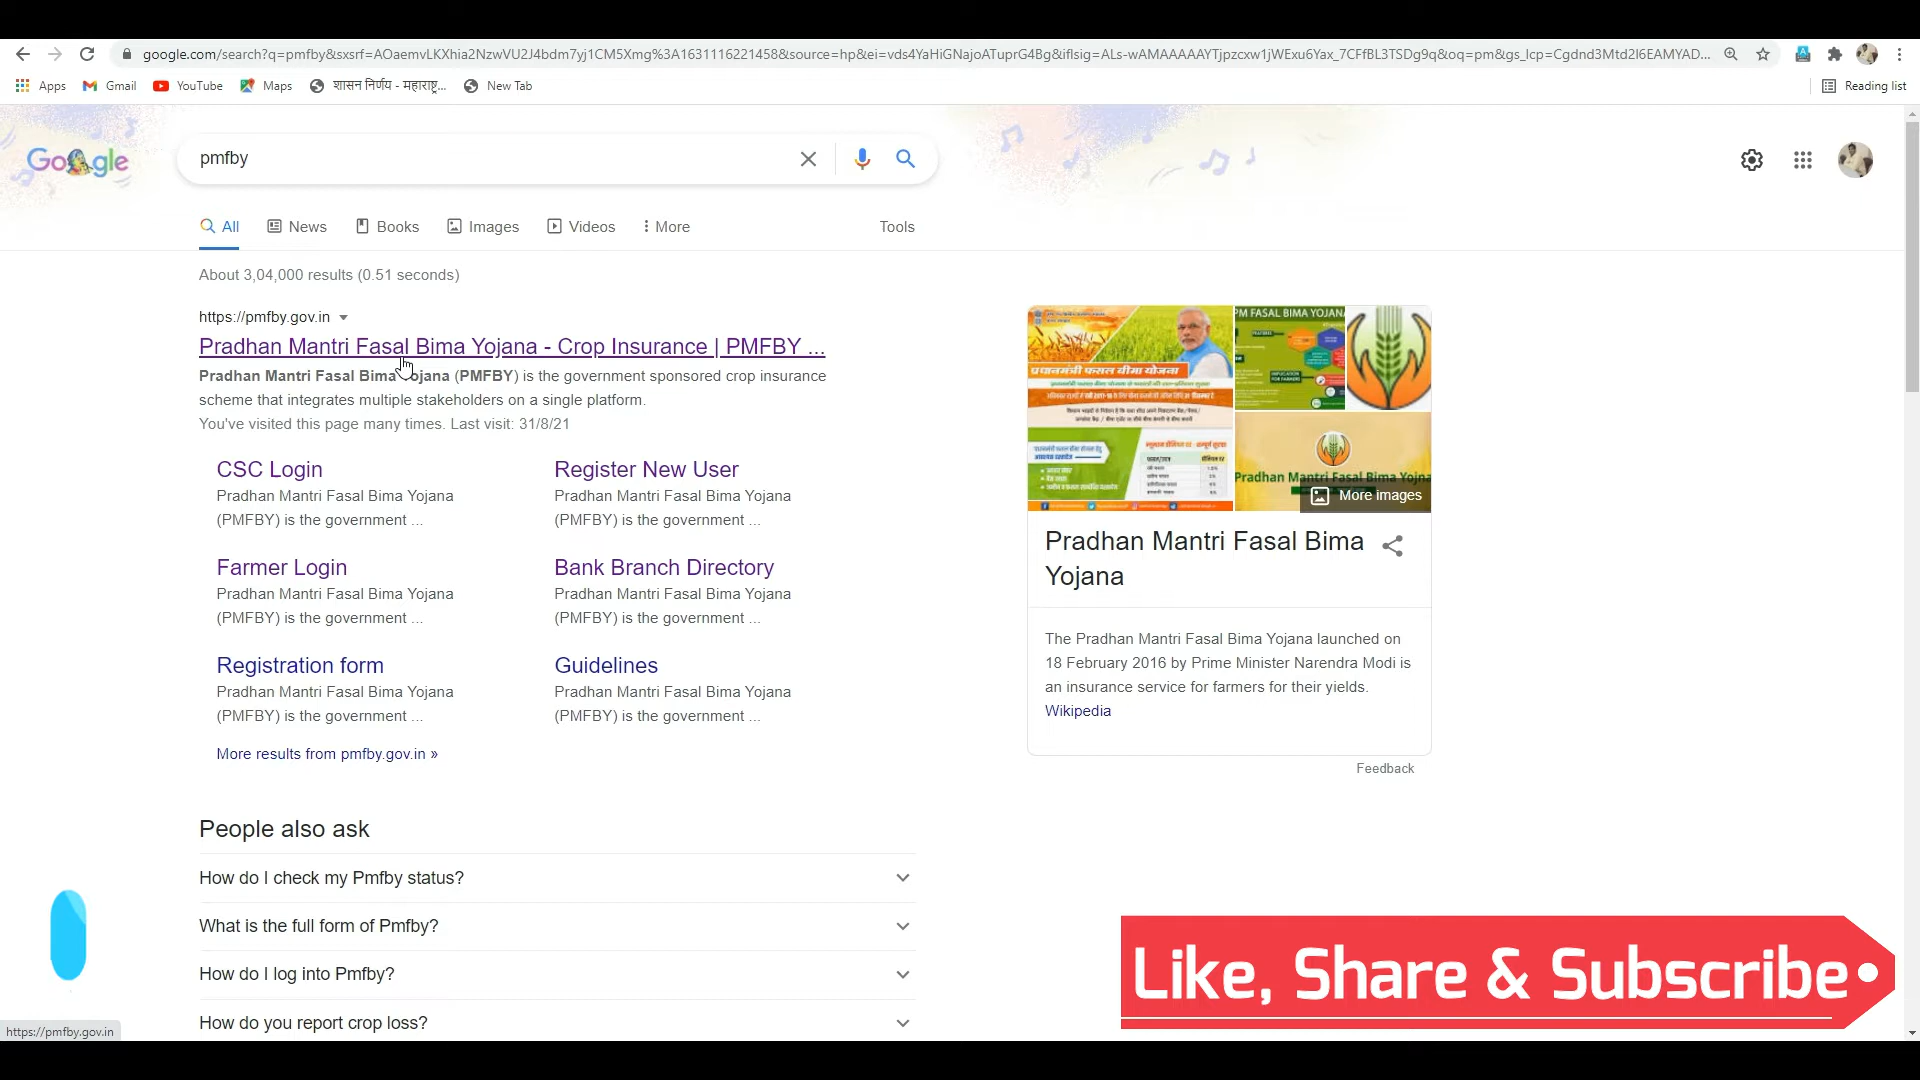 google.com/search?q=pmfby&sxsrf=AOaemvLKXhia2NzwVU2J4bdm7yj1CM5Xmg%3A1631116221458&source=hp&ei=vds4YaHiGNajoATuprG4Bg&iflsig=ALs-wAMAAAAAYTjpzcxw1jWExu6Yax_7CFfBL3TSDg9q&oq=pm&gs_lcp=Cgdnd3Mtd2l6EAMYAD...
Apps Gmail YouTube Maps शासन निर्णय - महाराष्ट्र... New Tab Reading list
Google pmfby
All News Books Images Videos More Tools
About 3,04,000 results (0.51 seconds)
https://pmfby.gov.in
Pradhan Mantri Fasal Bima Yojana - Crop Insurance | PMFBY ...
Pradhan Mantri Fasal Bima Yojana (PMFBY) is the government sponsored crop insurance
scheme that integrates multiple stakeholders on a single platform.
You've visited this page many times. Last visit: 31/8/21
CSC Login
Pradhan Mantri Fasal Bima Yojana
(PMFBY) is the government ...
Register New User
Pradhan Mantri Fasal Bima Yojana
(PMFBY) is the government ...
Farmer Login
Pradhan Mantri Fasal Bima Yojana
(PMFBY) is the government ...
Bank Branch Directory
Pradhan Mantri Fasal Bima Yojana
(PMFBY) is the government ...
Registration form
Pradhan Mantri Fasal Bima Yojana
(PMFBY) is the government ...
Guidelines
Pradhan Mantri Fasal Bima Yojana
(PMFBY) is the government ...
More results from pmfby.gov.in »
People also ask
How do I check my Pmfby status?
What is the full form of Pmfby?
How do I log into Pmfby?
How do you report crop loss?
https://pmfby.gov.in
प्रधानमंत्री फसल बीमा योजना
PM FASAL BIMA YOJANA
Pradhan Mantri Fasal Bima Yojna
More images
Pradhan Mantri Fasal Bima
Yojana
The Pradhan Mantri Fasal Bima Yojana launched on
18 February 2016 by Prime Minister Narendra Modi is
an insurance service for farmers for their yields.
Wikipedia
Feedback
Like, Share & Subscribe